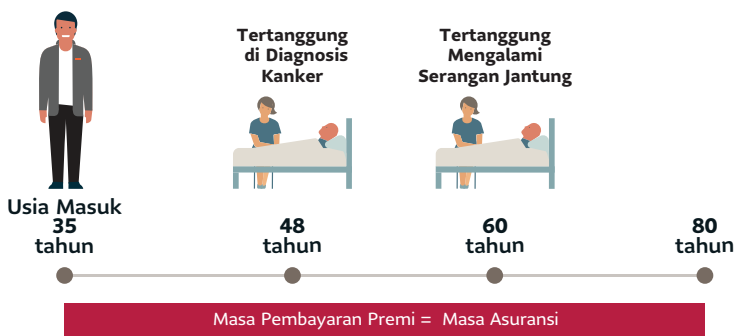 Tertanggung
di Diagnosis
Kanker
Tertanggung
Mengalami
Serangan Jantung
Usia Masuk
35
tahun
48
tahun
60
tahun
80
tahun
Masa Pembayaran Premi = Masa Asuransi